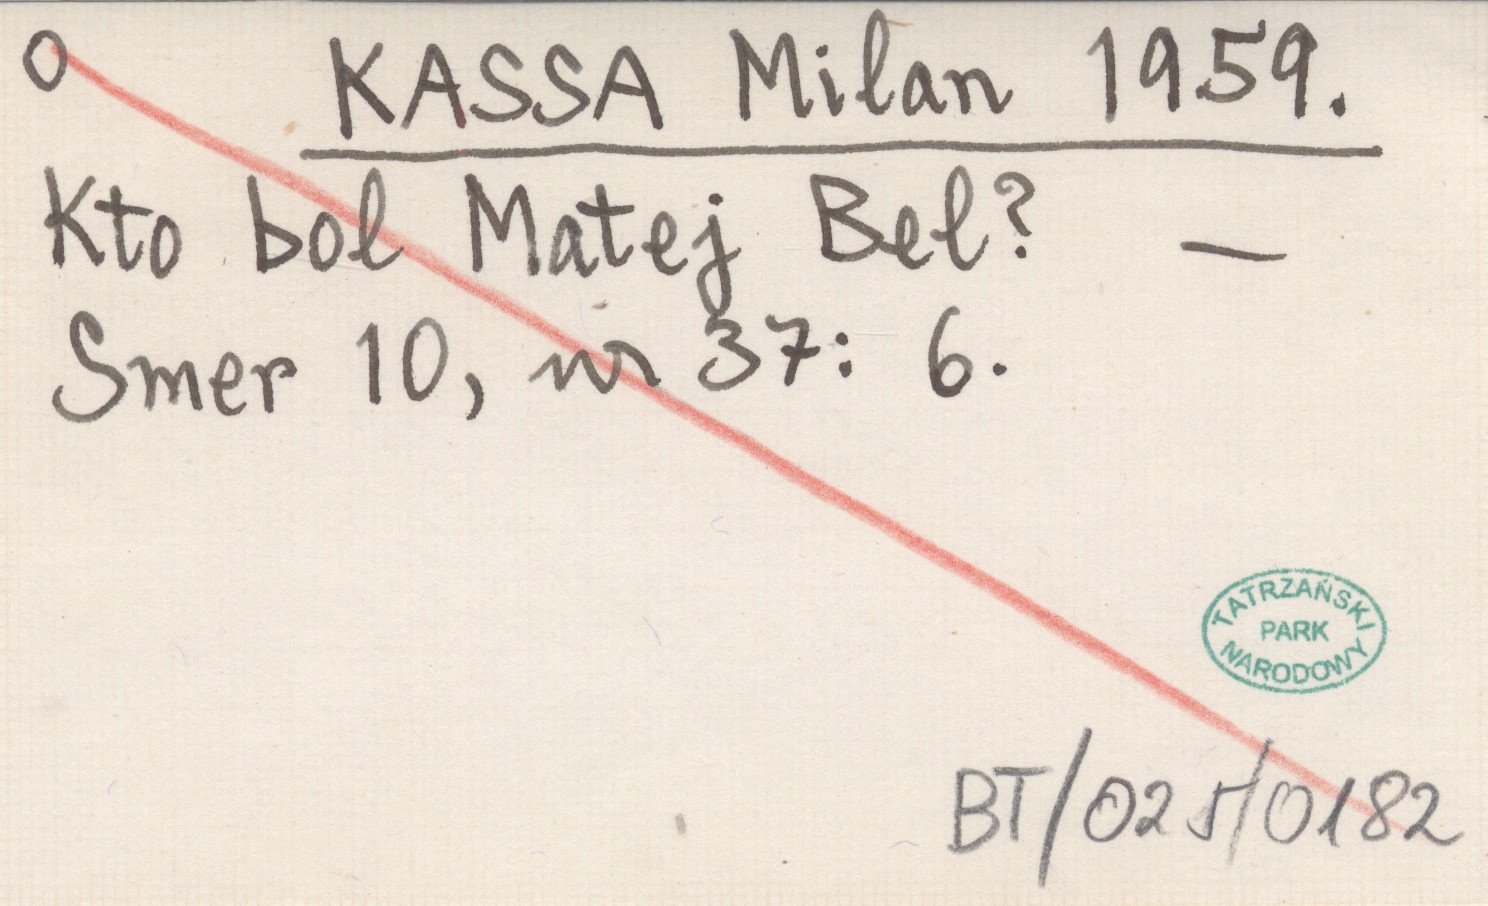 O KASSA Milan 1959.
Kto bol Matej Bel? —
Smer 10, nr 37: 6.
TATRZAŃSKI
PARK
NARODOWY
BT/025/0182